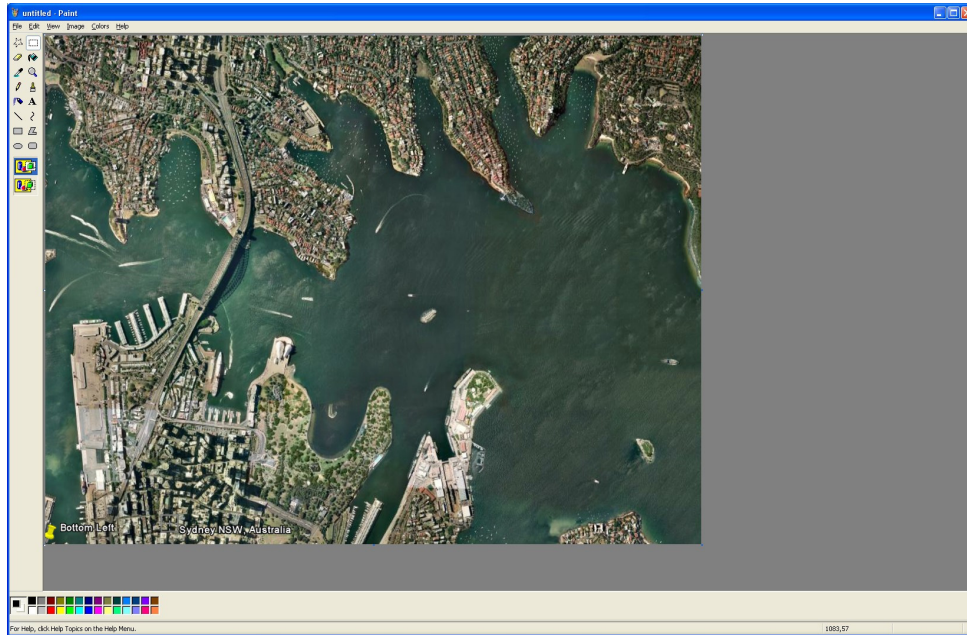 untitled - Paint
File Edit View Image Colors Help
A
Bottom Left
Sydney NSW, Australia
For Help, click Help Topics on the Help Menu.
1083,57